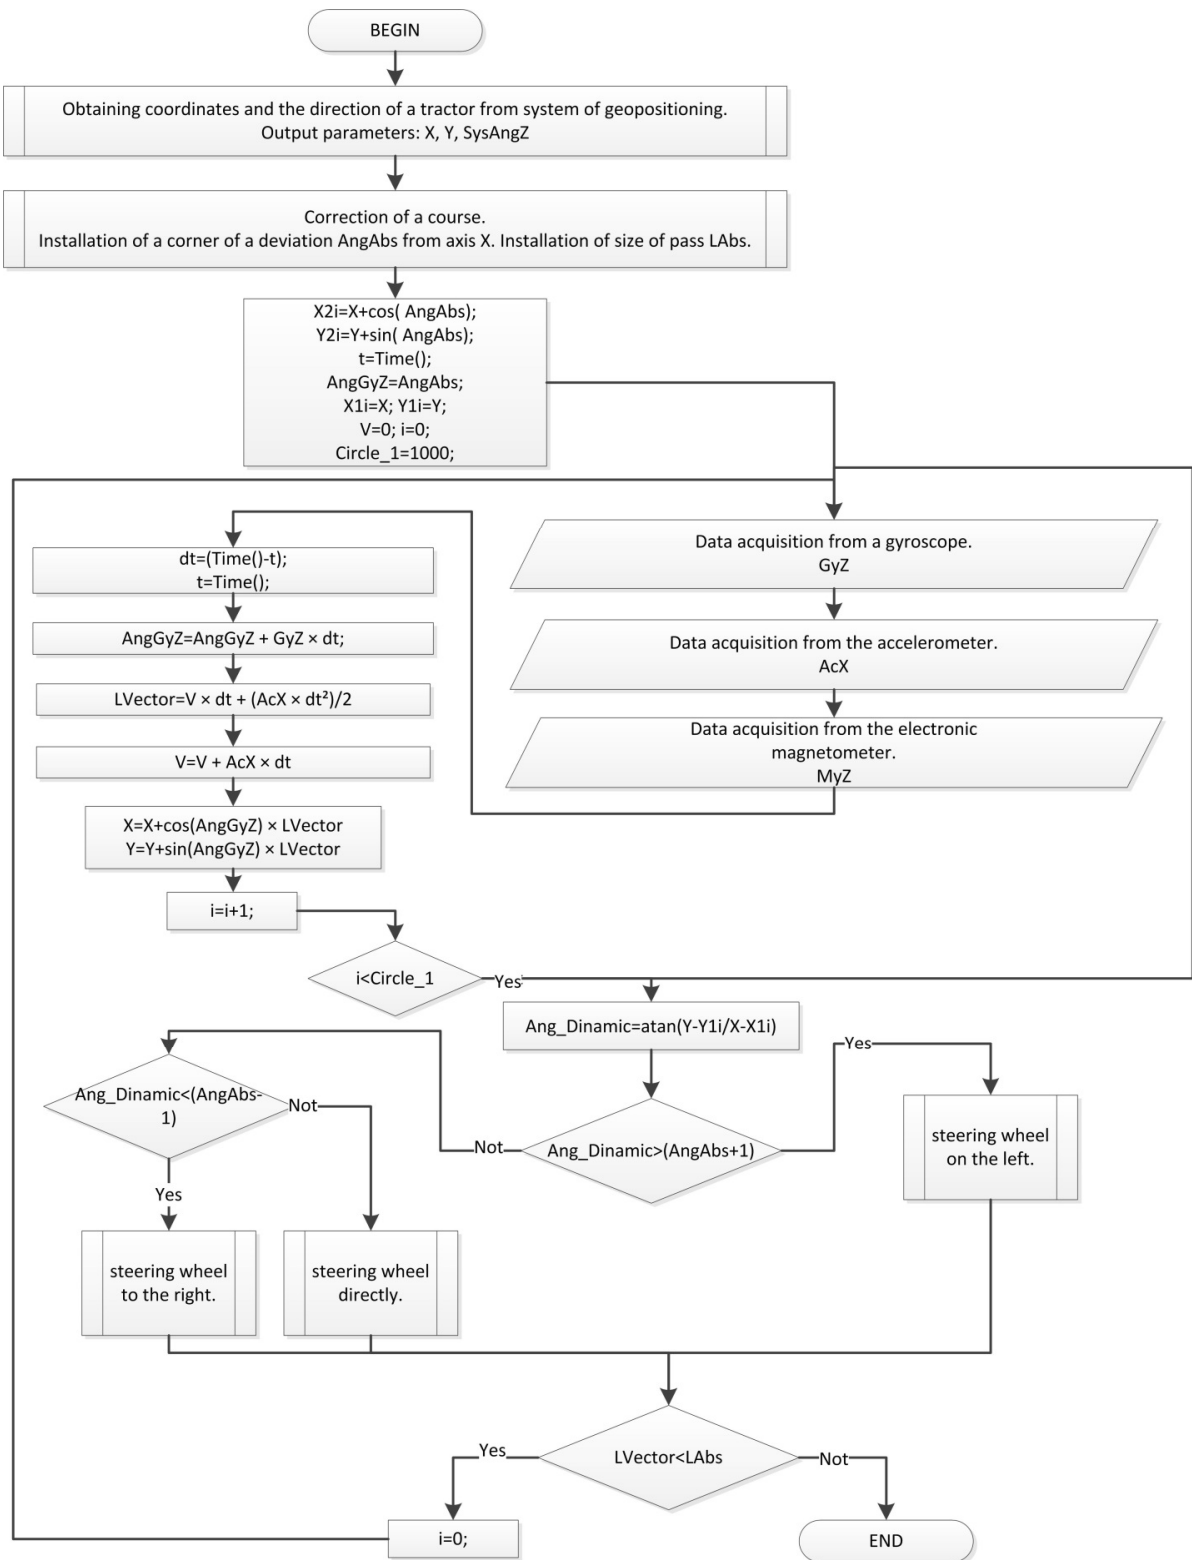 BEGIN
Obtaining coordinates and the direction of a tractor from system of geopositioning.
Output parameters: X, Y, SysAngZ
Correction of a course.
Installation of a corner of a deviation AngAbs from axis X. Installation of size of pass LAbs.
X2i=X+cos( AngAbs);
Y2i=Y+sin( AngAbs);
t=Time();
AngGyZ=AngAbs;
X1i=X; Y1i=Y;
V=0; i=0;
Circle_1=1000;
Data acquisition from a gyroscope.
GyZ
Data acquisition from the accelerometer.
AcX
Data acquisition from the electronic
magnetometer.
MyZ
dt=(Time()-t);
t=Time();
AngGyZ=AngGyZ + GyZ × dt;
LVector=V × dt + (AcX × dt²)/2
V=V + AcX × dt
X=X+cos(AngGyZ) × LVector
Y=Y+sin(AngGyZ) × LVector
i=i+1;
i<Circle_1
Yes
Ang_Dinamic=atan(Y-Y1i/X-X1i)
Ang_Dinamic>(AngAbs+1)
Yes
steering wheel
on the left.
Not
Ang_Dinamic<(AngAbs-
1)
Not
Yes
steering wheel
to the right.
steering wheel
directly.
LVector<LAbs
Yes
Not
i=0;
END